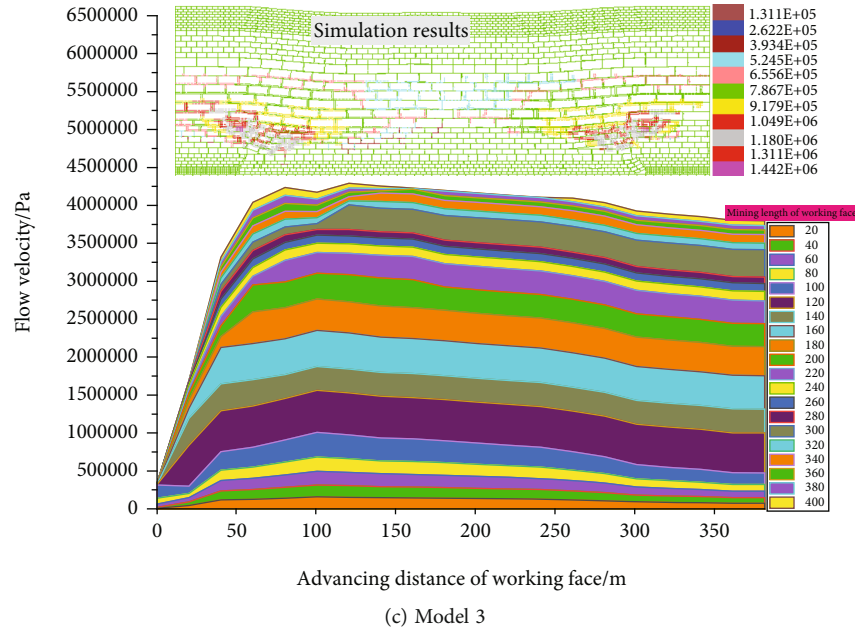 6500000
6000000
5500000
5000000
4500000
4000000
3500000
3000000
2500000
2000000
1500000
1000000
500000
0
Flow velocity/Pa
Simulation results
1.311E+05
2.622E+05
3.934E+05
5.245E+05
6.556E+05
7.867E+05
9.179E+05
1.049E+06
1.180E+06
1.311E+06
1.442E+06
Mining length of working face
20
40
60
80
100
120
140
160
180
200
220
240
260
280
300
320
340
360
380
400
0 50 100 150 200 250 300 350
Advancing distance of working face/m
(c) Model 3